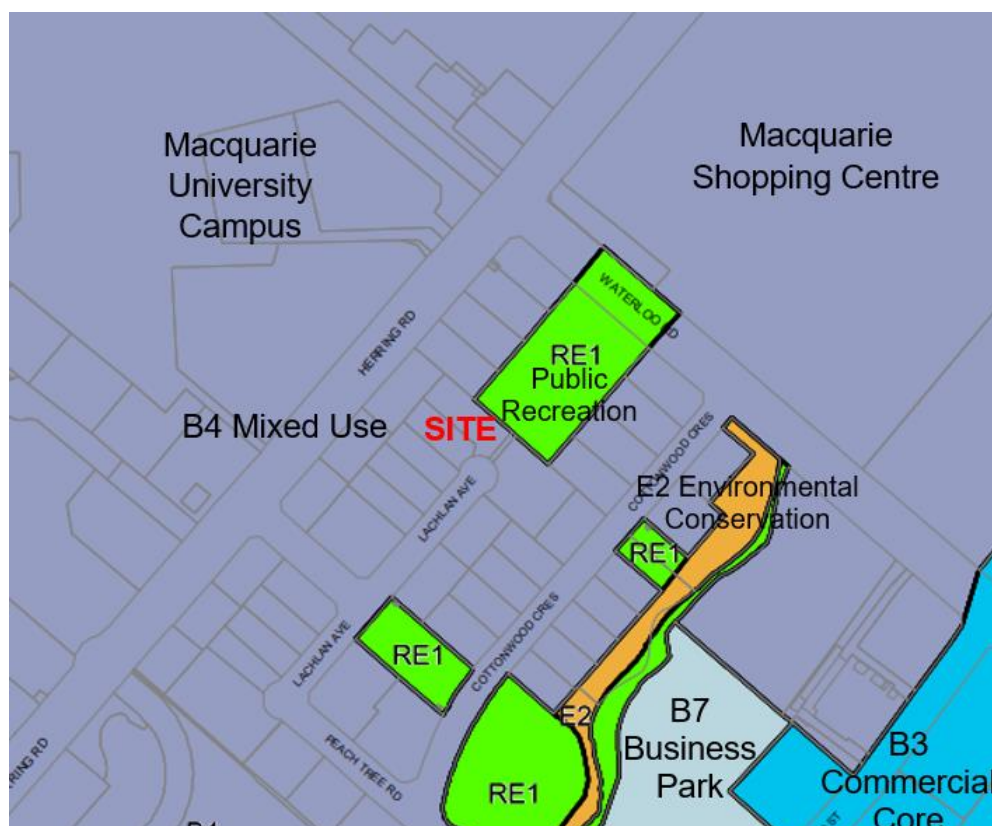 Macquarie
University
Campus
Macquarie
Shopping Centre
WATERLOO RD
HERRING RD
RE1
Public
Recreation
B4 Mixed Use
SITE
COTTONWOOD CRES
E2 Environmental
Conservation
LACHLAN AVE
RE1
COTTONWOOD CRES
LACHLAN AVE
RE1
E2
B7
Business
Park
PEACH TREE RD
B3
Commercial
Core
RE1
ST